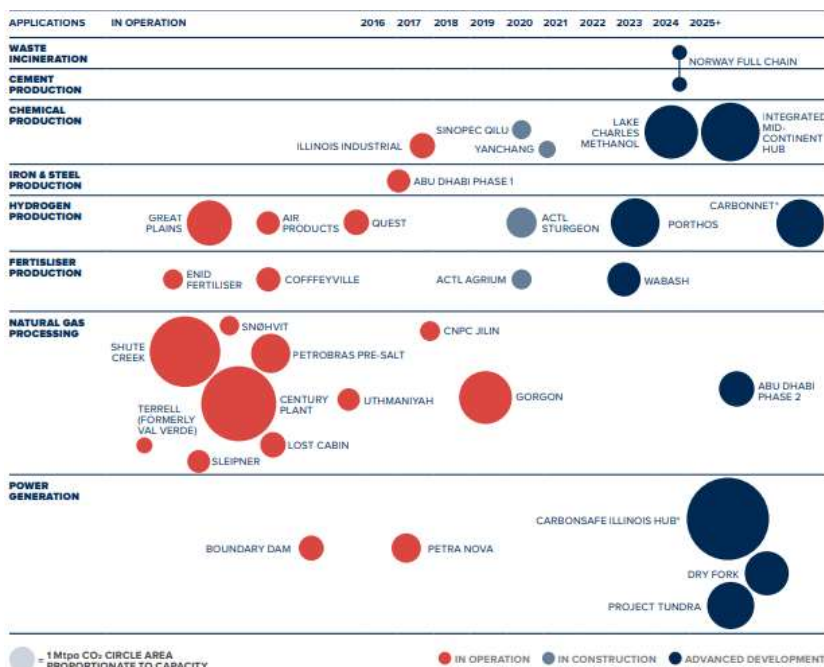 APPLICATIONS IN OPERATION 2016 2017 2018 2019 2020 2021 2022 2023 2024 2025+
WASTE
INCINERATION
NORWAY FULL CHAIN
CEMENT
PRODUCTION
CHEMICAL
PRODUCTION
ILLINOIS INDUSTRIAL
SINOPEC QILU
YANCHANG
LAKE
CHARLES
METHANOL
INTEGRATED
MID-
CONTINENT
HUB
IRON & STEEL
PRODUCTION
ABU DHABI PHASE 1
HYDROGEN
PRODUCTION
GREAT
PLAINS
AIR
PRODUCTS
QUEST
ACTL
STURGEON
PORTHOS
CARBONNET*
FERTISLISER
PRODUCTION
ENID
FERTILISER
COFFFEYVILLE
ACTL AGRIUM
WABASH
NATURAL GAS
PROCESSING
SHUTE
CREEK
SNØHVIT
PETROBRAS PRE-SALT
CNPC JILIN
TERRELL
(FORMERLY
VAL VERDE)
CENTURY
PLANT
UTHMANIYAH
GORGON
ABU DHABI
PHASE 2
LOST CABIN
SLEIPNER
POWER
GENERATION
BOUNDARY DAM
PETRA NOVA
CARBONSAFE ILLINOIS HUB*
DRY FORK
PROJECT TUNDRA
= 1 Mtpa CO₂ CIRCLE AREA
PROPORTIONATE TO CAPACITY
IN OPERATION IN CONSTRUCTION ADVANCED DEVELOPMENT